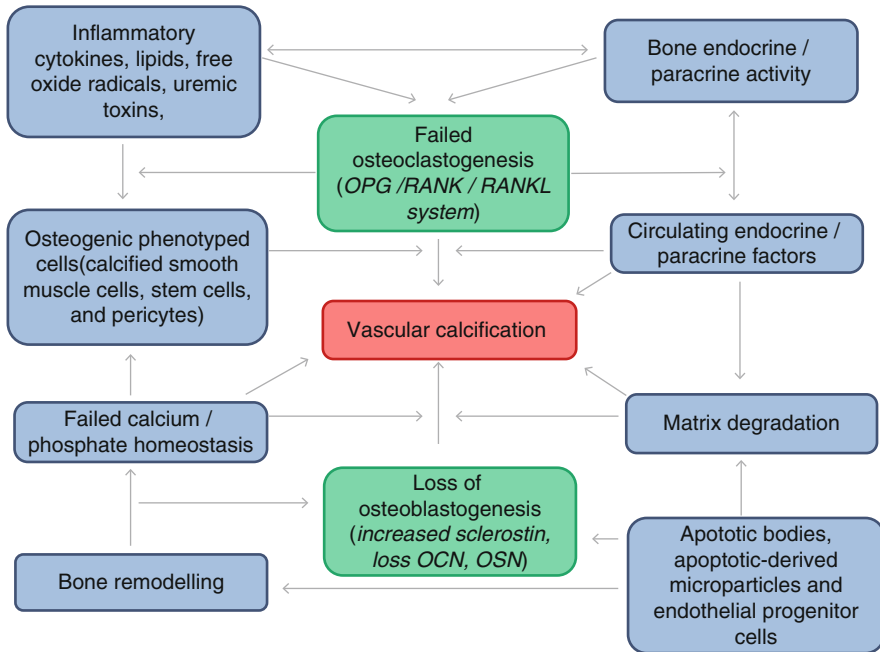 Inflammatory
cytokines, lipids, free
oxide radicals, uremic
toxins,
Bone endocrine /
paracrine activity
Failed
osteoclastogenesis
(OPG /RANK / RANKL
system)
Osteogenic phenotyped
cells(calcified smooth
muscle cells, stem cells,
and pericytes)
Circulating endocrine /
paracrine factors
Vascular calcification
Failed calcium /
phosphate homeostasis
Matrix degradation
Loss of
osteoblastogenesis
(increased sclerostin,
loss OCN, OSN)
Bone remodelling
Apototic bodies,
apoptotic-derived
microparticles and
endothelial progenitor
cells